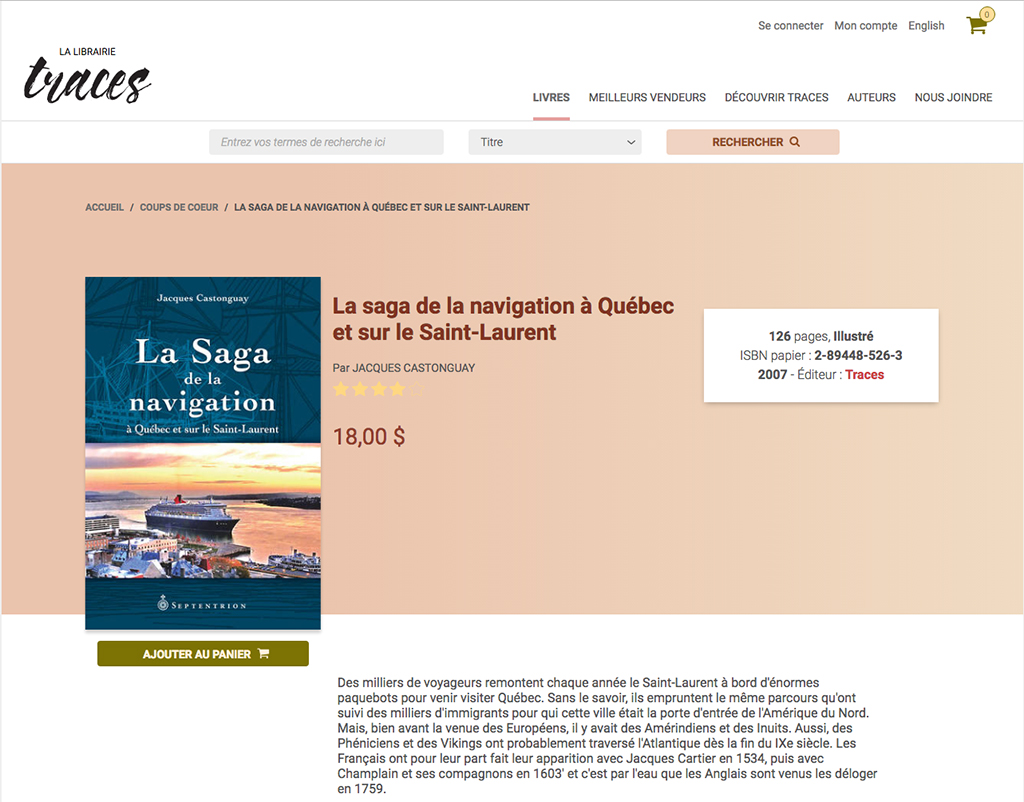 Se connecter Mon compte English 0
LA LIBRAIRIE
traces
LIVRES MEILLEURS VENDEURS DÉCOUVRIR TRACES AUTEURS NOUS JOINDRE
Entrez vos termes de recherche ici Titre RECHERCHER
ACCUEIL / COUPS DE COEUR / LA SAGA DE LA NAVIGATION À QUÉBEC ET SUR LE SAINT-LAURENT
Jacques Castonguay
La Saga
de la
navigation
à Québec et sur le Saint-Laurent
SEPTENTRION
AJOUTER AU PANIER
La saga de la navigation à Québec
et sur le Saint-Laurent
Par JACQUES CASTONGUAY
18,00 $
126 pages, Illustré
ISBN papier : 2-89448-526-3
2007 - Éditeur : Traces
Des milliers de voyageurs remontent chaque année le Saint-Laurent à bord d'énormes
paquebots pour venir visiter Québec. Sans le savoir, ils empruntent le même parcours qu'ont
suivi des milliers d'immigrants pour qui cette ville était la porte d'entrée de l'Amérique du Nord.
Mais, bien avant la venue des Européens, il y avait des Amérindiens et des Inuits. Aussi, des
Phéniciens et des Vikings ont probablement traversé l'Atlantique dès la fin du IXe siècle. Les
Français ont pour leur part fait leur apparition avec Jacques Cartier en 1534, puis avec
Champlain et ses compagnons en 1603' et c'est par l'eau que les Anglais sont venus les déloger
en 1759.